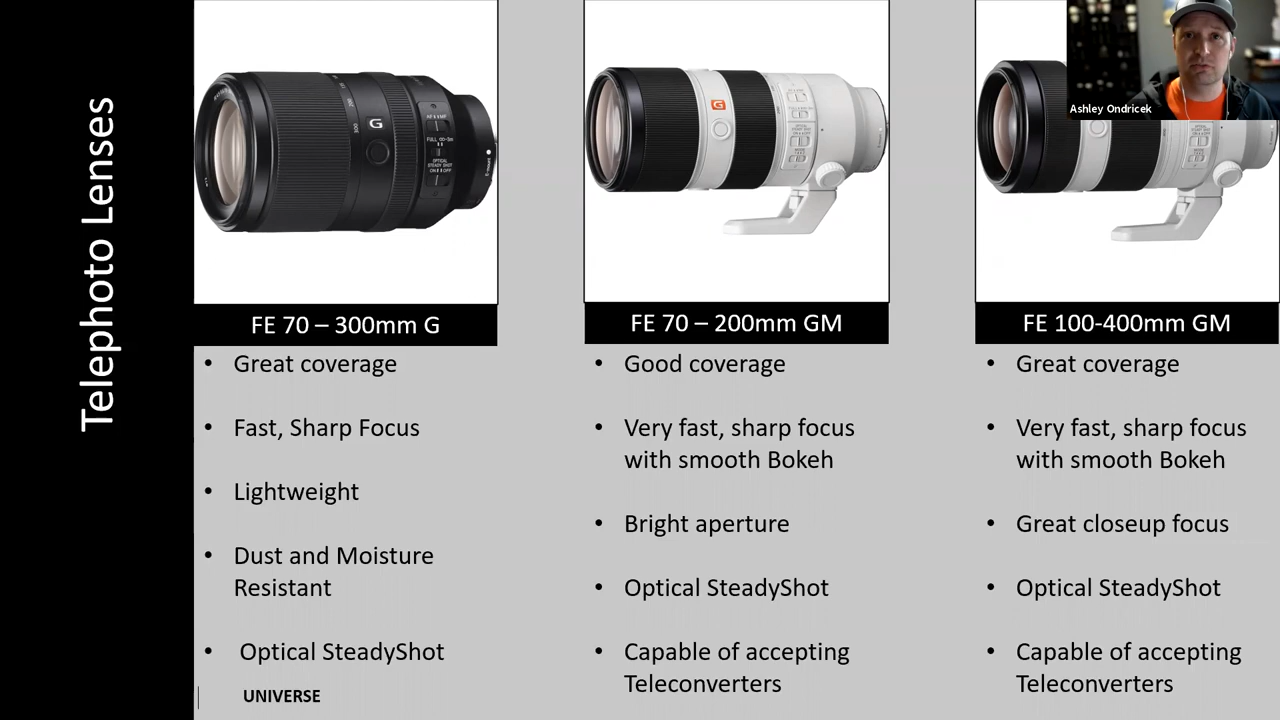 Telephoto Lenses
Ashley Ondricek
G
G
FE 70 – 300mm G
FE 70 – 200mm GM
FE 100-400mm GM
• Great coverage
• Fast, Sharp Focus
• Lightweight
• Dust and Moisture
Resistant
• Optical SteadyShot
• Good coverage
• Very fast, sharp focus
with smooth Bokeh
• Bright aperture
• Optical SteadyShot
• Capable of accepting
Teleconverters
• Great coverage
• Very fast, sharp focus
with smooth Bokeh
• Great closeup focus
• Optical SteadyShot
• Capable of accepting
Teleconverters
UNIVERSE